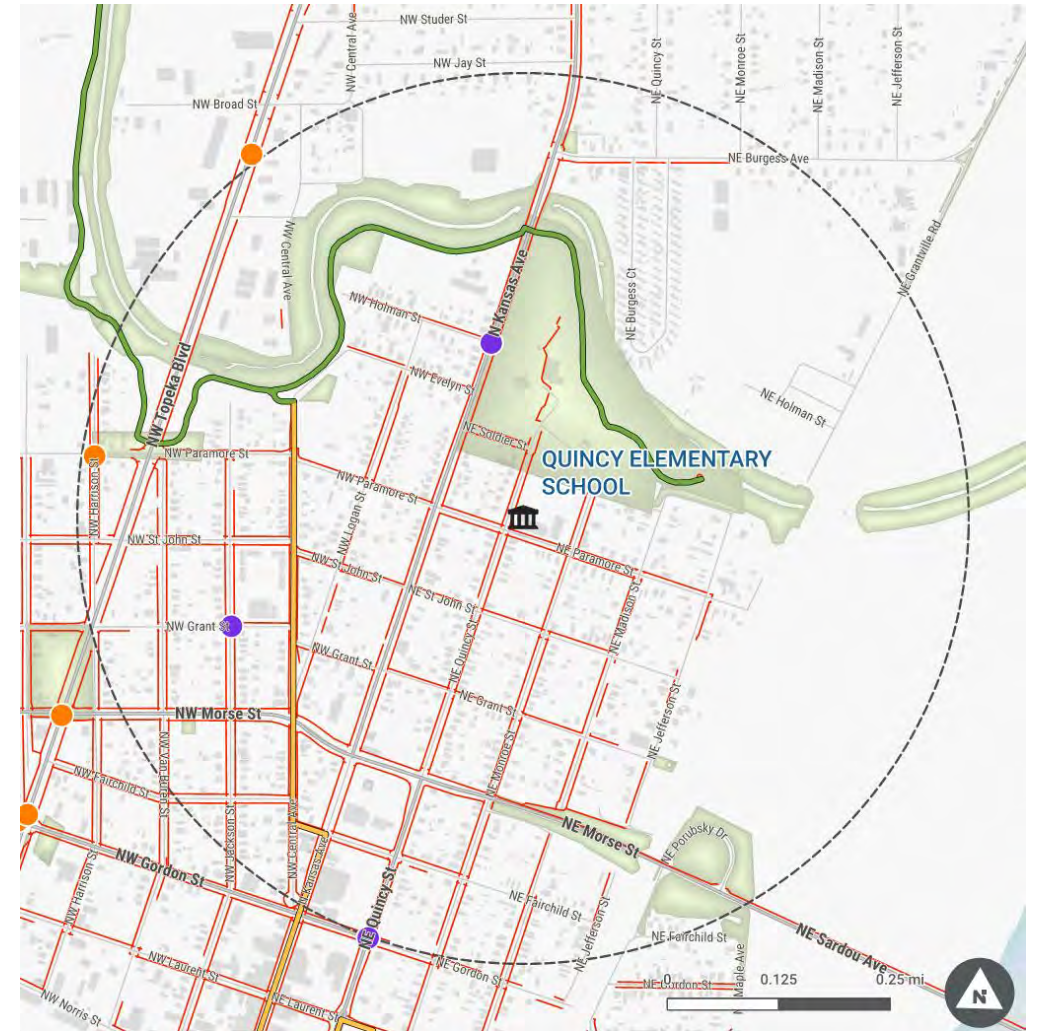 NW Studer St
NW Central Ave
NW Jay St
NW Broad St
NE Quincy St
NE Monroe St
NE Madison St
NE Jefferson St
NE Burgess Ave
NW Central Ave
N Kansas Ave
NE Burgess Ct
NE Grantville Rd
NW Holman St
NW Topeka Blvd
NW Evelyn St
NE Holman St
NE Soldier St
NW Paramore St
NW Harrison St
QUINCY ELEMENTARY
SCHOOL
NW Paramore St
NW Logan St
NW St John St
NW St John St
NE Paramore St
NE St John St
NE Madison St
NW Grant St
NE Quincy St
NW Grant St
NE Grant St
NE Jefferson St
NW Morse St
NE Monroe St
NW Van Buren St
NW Fairchild St
NW Jackson St
NW Central Ave
N Kansas Ave
NE Morse St
NE Porubsky Dr
NW Gordon St
NE Quincy St
NW Harrison St
NE Fairchild St
NE Jefferson St
NE Fairchild St
NE Sardou Ave
NE Gordon St
NW Laurent St
NE Gordon St
Maple Ave
0
0.125
0.25 mi
NW Norris St
NE Laurent St
N